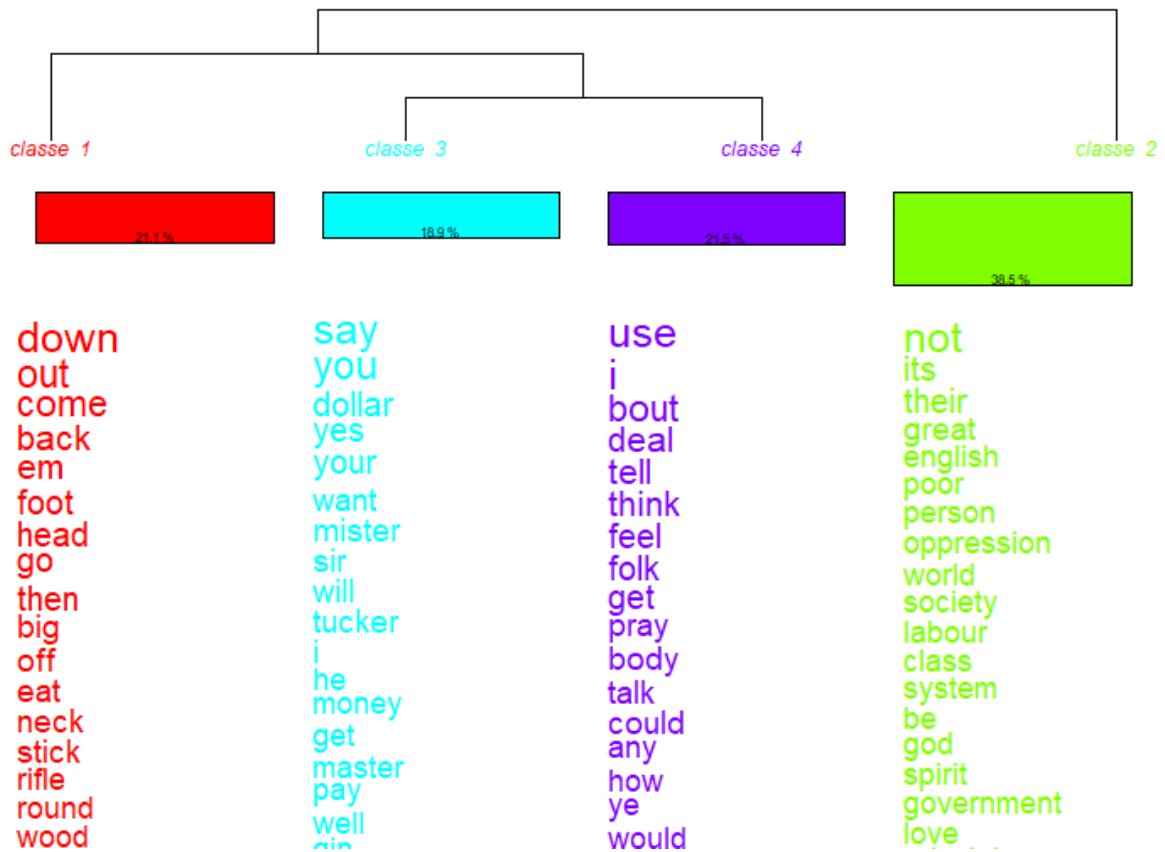 classe 1
classe 3
classe 4
classe 2
21.1 %
18.9 %
21.5 %
38.5 %
down
out
come
back
em
foot
head
go
then
big
off
eat
neck
stick
rifle
round
wood
say
you
dollar
yes
your
want
mister
sir
will
tucker
i
he
money
get
master
pay
well
use
i
bout
deal
tell
think
feel
folk
get
pray
body
talk
could
any
how
ye
would
not
its
their
great
english
poor
person
oppression
world
society
labour
class
system
be
god
spirit
government
love